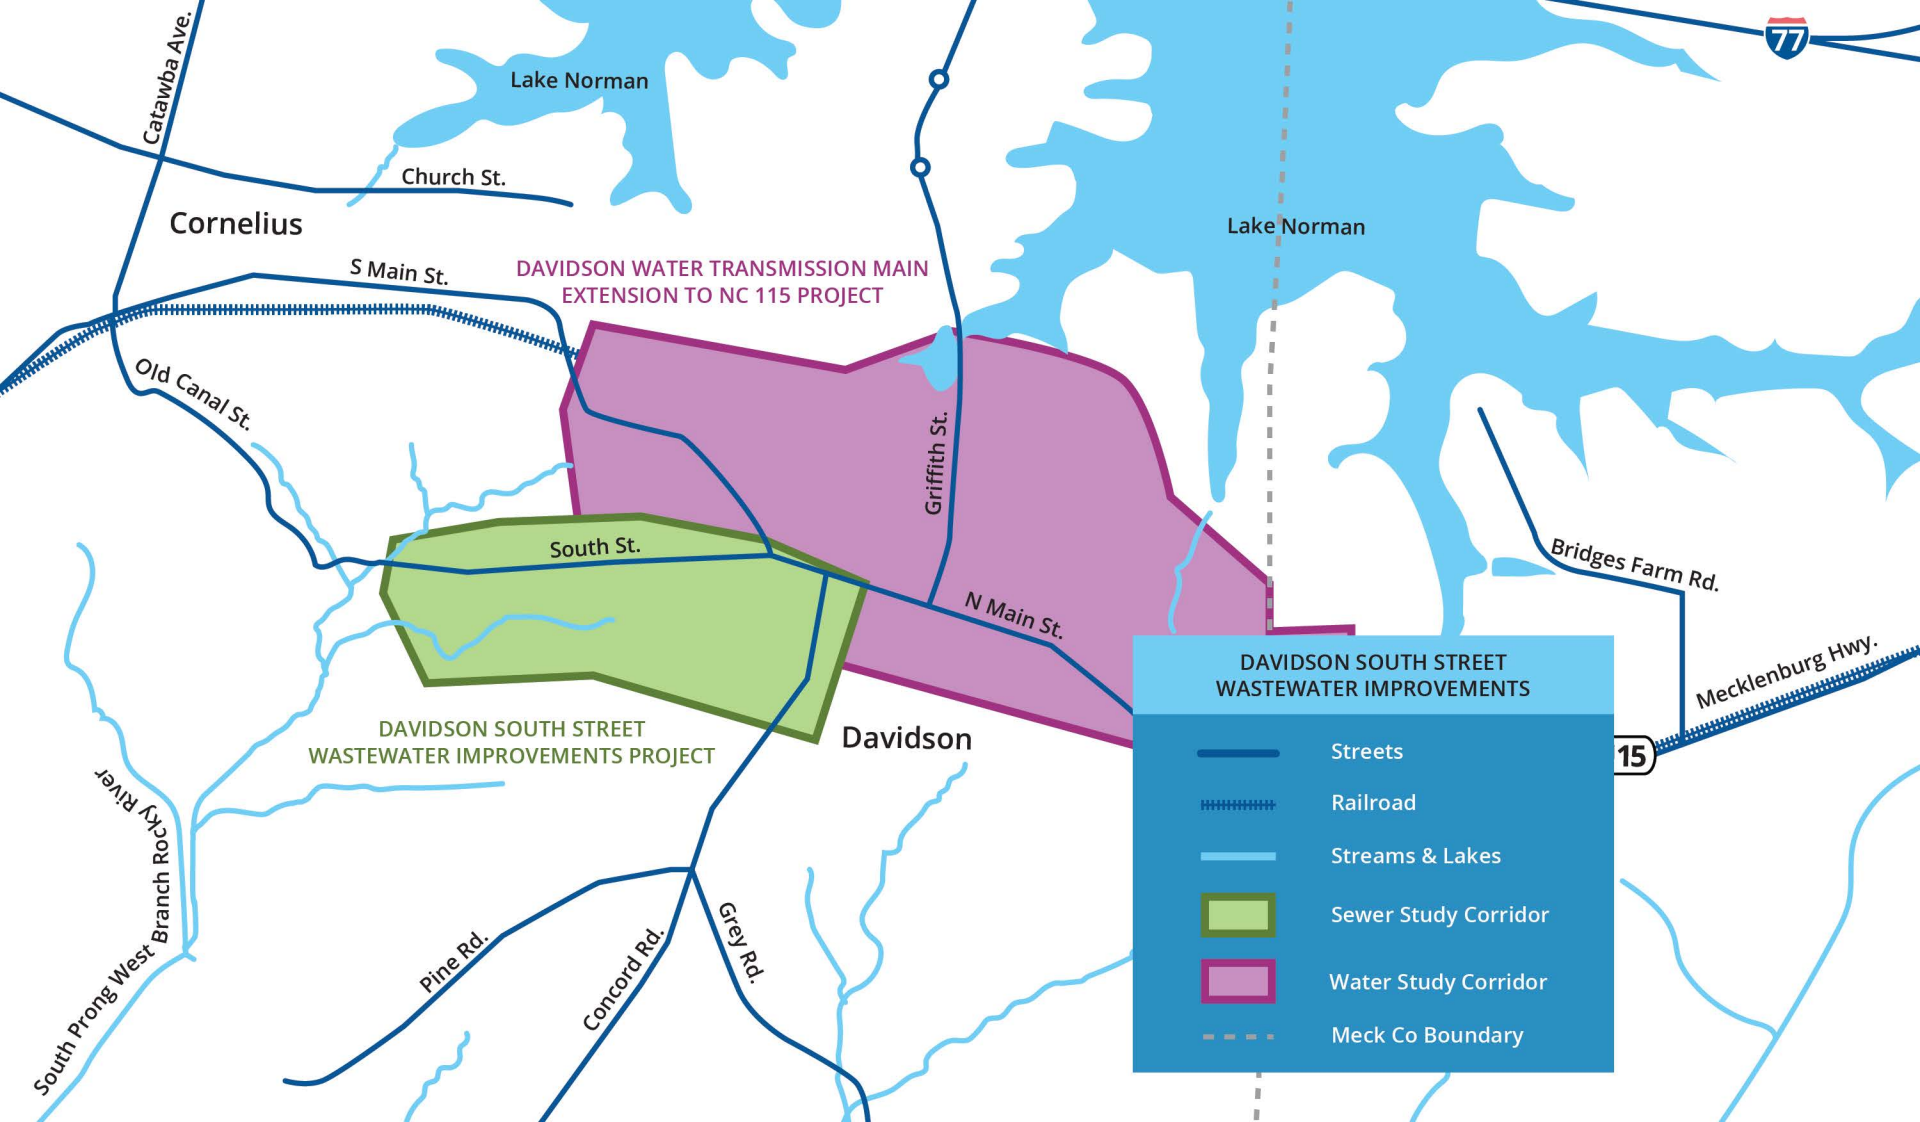 Catawba Ave.
77
Lake Norman
Church St.
Cornelius
Lake Norman
S Main St.
DAVIDSON WATER TRANSMISSION MAIN
EXTENSION TO NC 115 PROJECT
Old Canal St.
Griffith St.
South St.
Bridges Farm Rd.
N Main St.
Mecklenburg Hwy.
15
DAVIDSON SOUTH STREET
WASTEWATER IMPROVEMENTS PROJECT
Davidson
South Prong West Branch Rocky River
Pine Rd.
Concord Rd.
Grey Rd.
DAVIDSON SOUTH STREET
WASTEWATER IMPROVEMENTS
Streets
Railroad
Streams & Lakes
Sewer Study Corridor
Water Study Corridor
Meck Co Boundary